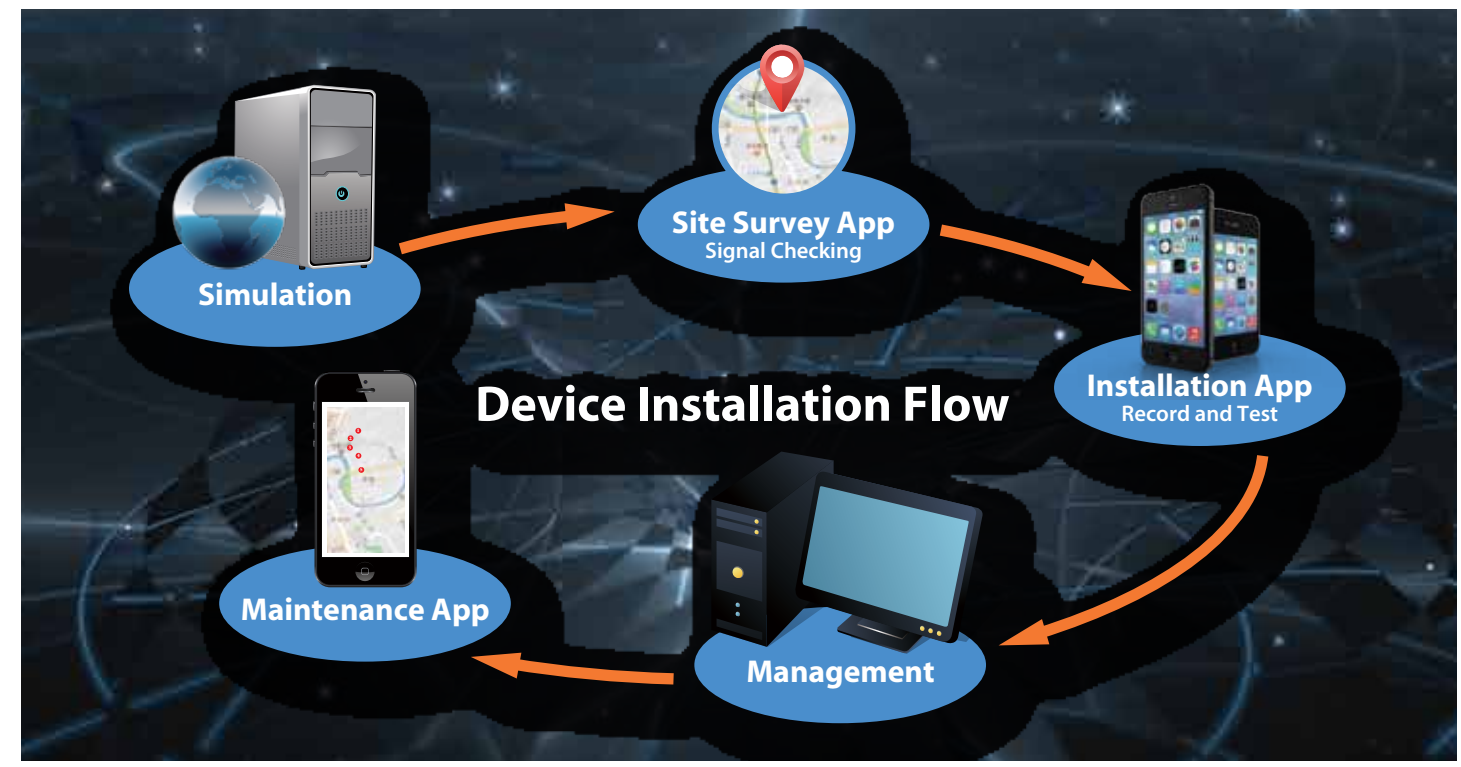 Simulation
Site Survey App
Signal Checking
Installation App
Record and Test
Device Installation Flow
Management
Maintenance App